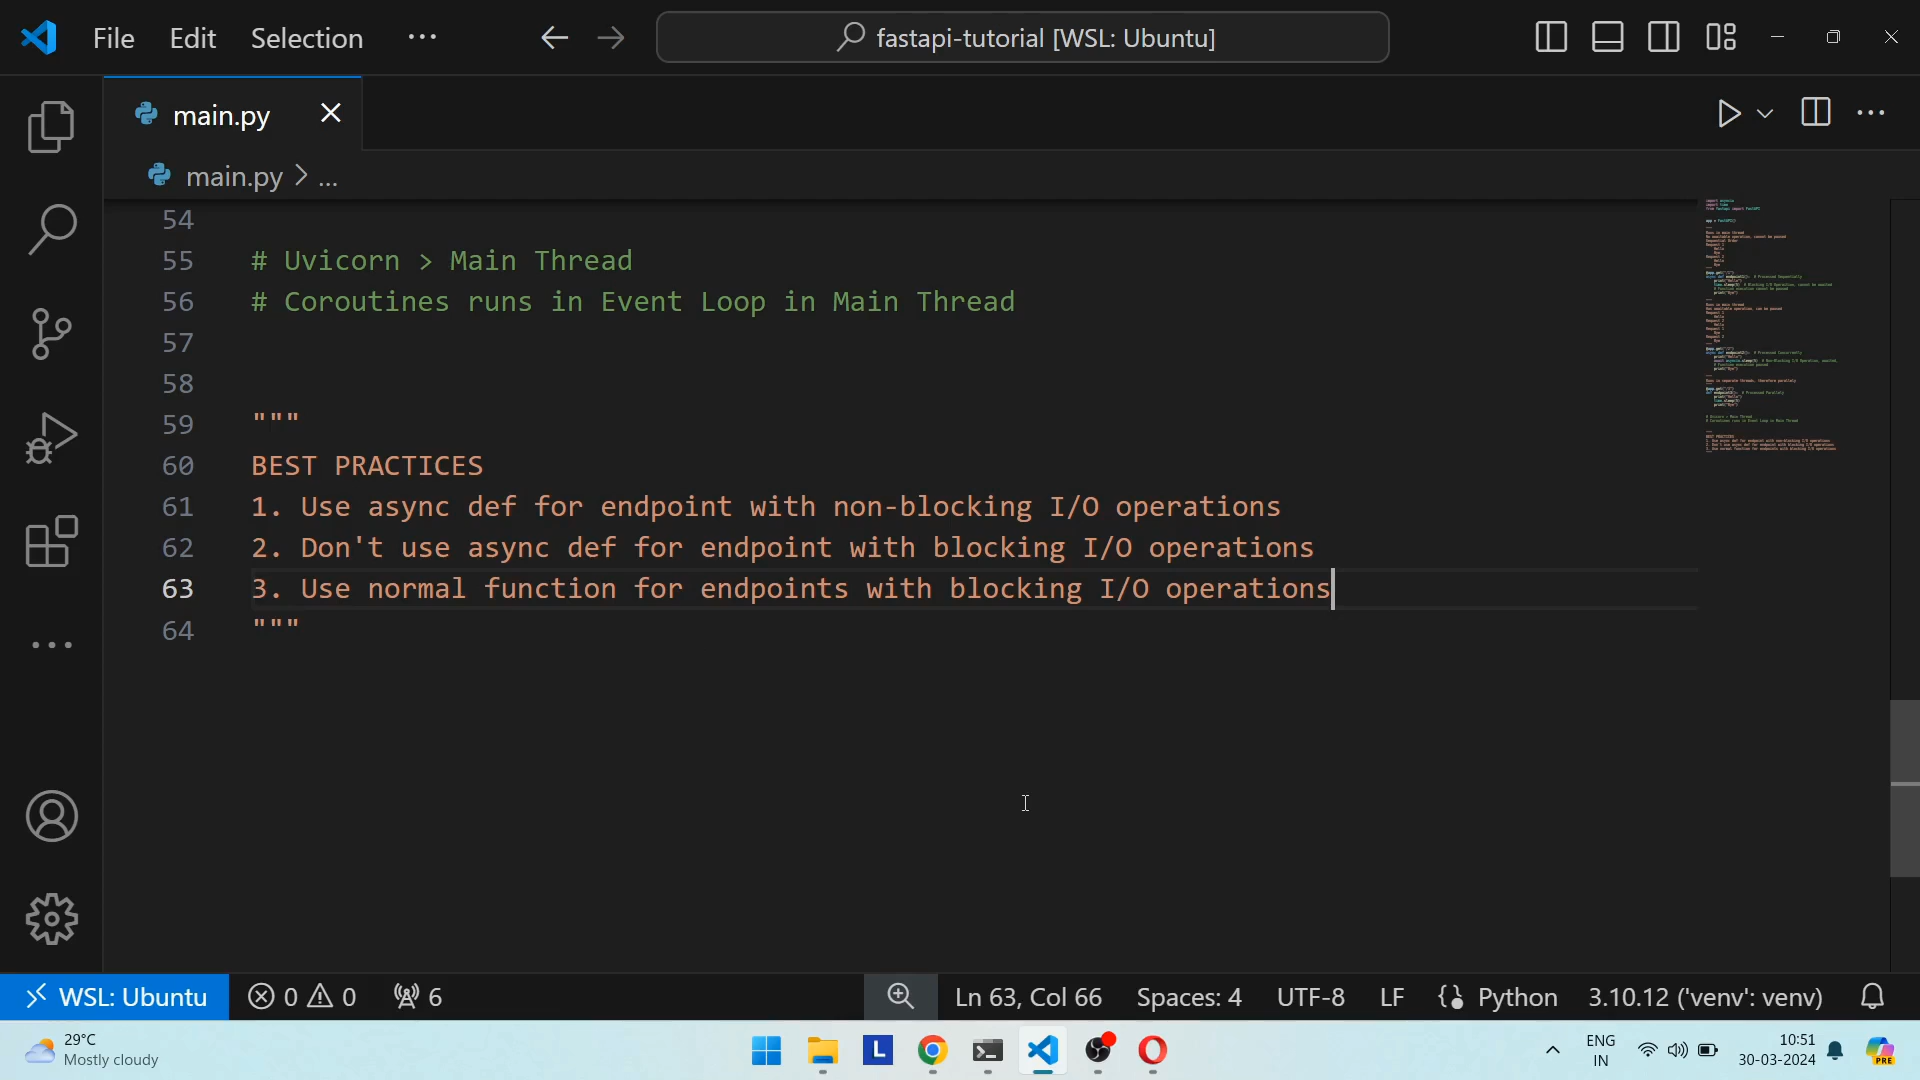 File Edit Selection ···
fastapi-tutorial [WSL: Ubuntu]
main.py
main.py > ...
54
55 # Uvicorn > Main Thread
56 # Coroutines runs in Event Loop in Main Thread
57
58
59 """
60 BEST PRACTICES
61 1. Use async def for endpoint with non-blocking I/O operations
62 2. Don't use async def for endpoint with blocking I/O operations
63 3. Use normal function for endpoints with blocking I/O operations
64 """
WSL: Ubuntu 0 0 6 Ln 63, Col 66 Spaces: 4 UTF-8 LF Python 3.10.12 ('venv': venv)
29°C
Mostly cloudy
L
ENG
IN
10:51
30-03-2024
PRE